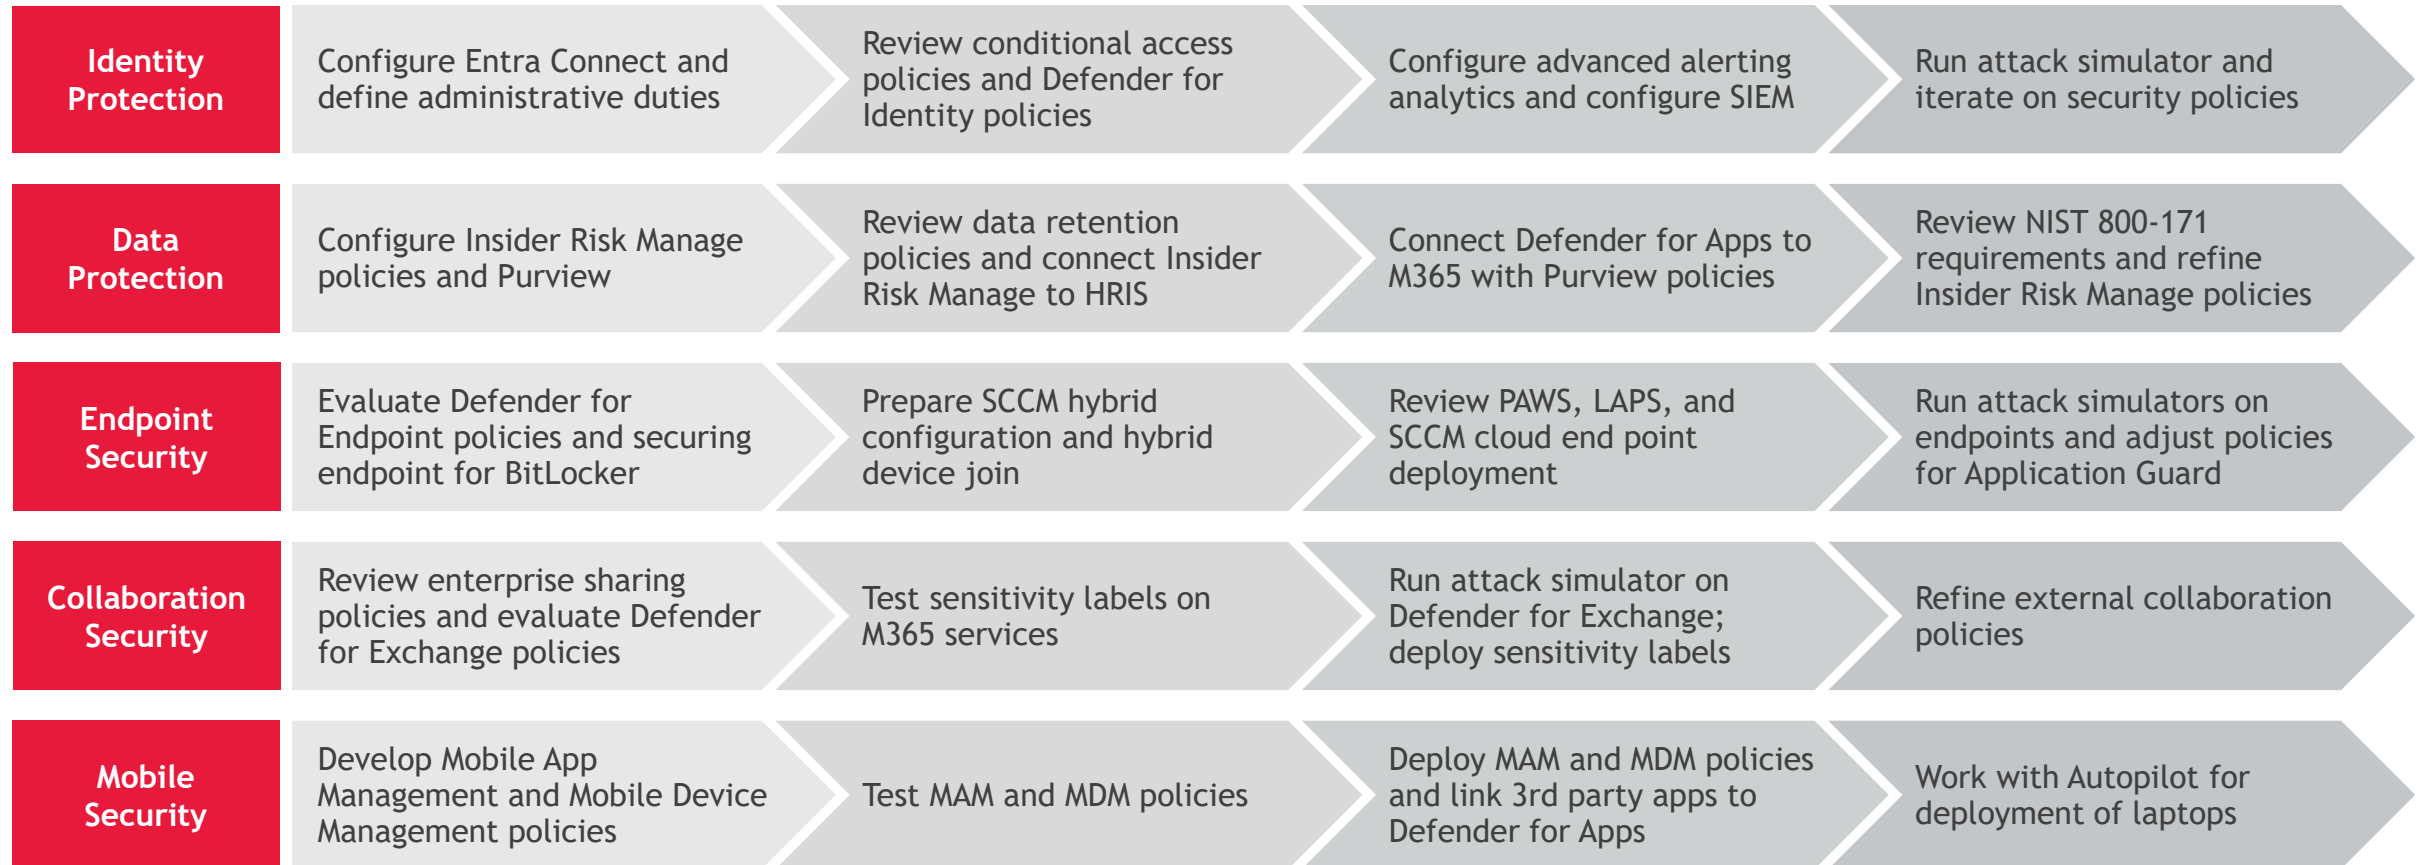 Identity
Protection
Configure Entra Connect and
define administrative duties
Review conditional access
policies and Defender for
Identity policies
Configure advanced alerting
analytics and configure SIEM
Run attack simulator and
iterate on security policies
Data
Protection
Configure Insider Risk Manage
policies and Purview
Review data retention
policies and connect Insider
Risk Manage to HRIS
Connect Defender for Apps to
M365 with Purview policies
Review NIST 800-171
requirements and refine
Insider Risk Manage policies
Endpoint
Security
Evaluate Defender for
Endpoint policies and securing
endpoint for BitLocker
Prepare SCCM hybrid
configuration and hybrid
device join
Review PAWS, LAPS, and
SCCM cloud end point
deployment
Run attack simulators on
endpoints and adjust policies
for Application Guard
Collaboration
Security
Review enterprise sharing
policies and evaluate Defender
for Exchange policies
Test sensitivity labels on
M365 services
Run attack simulator on
Defender for Exchange;
deploy sensitivity labels
Refine external collaboration
policies
Mobile
Security
Develop Mobile App
Management and Mobile Device
Management policies
Test MAM and MDM policies
Deploy MAM and MDM policies
and link 3rd party apps to
Defender for Apps
Work with Autopilot for
deployment of laptops